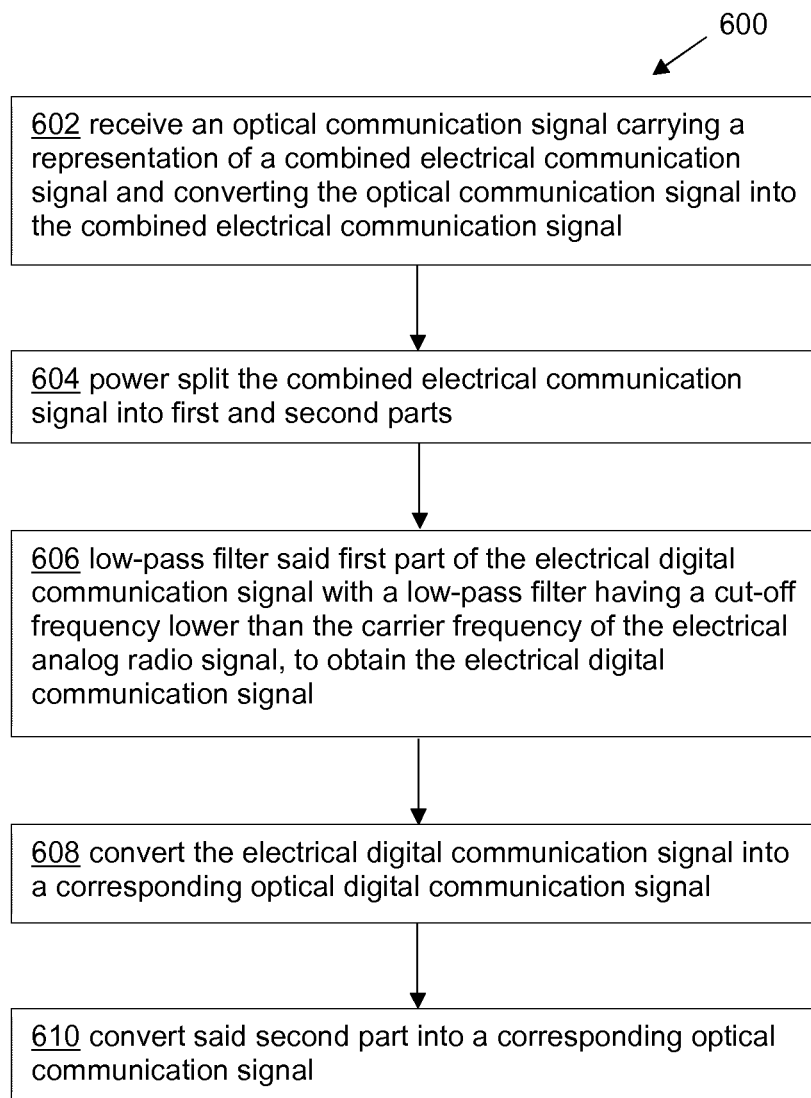 600
602 receive an optical communication signal carrying a
representation of a combined electrical communication
signal and converting the optical communication signal into
the combined electrical communication signal
604 power split the combined electrical communication
signal into first and second parts
606 low-pass filter said first part of the electrical digital
communication signal with a low-pass filter having a cut-off
frequency lower than the carrier frequency of the electrical
analog radio signal, to obtain the electrical digital
communication signal
608 convert the electrical digital communication signal into
a corresponding optical digital communication signal
610 convert said second part into a corresponding optical
communication signal